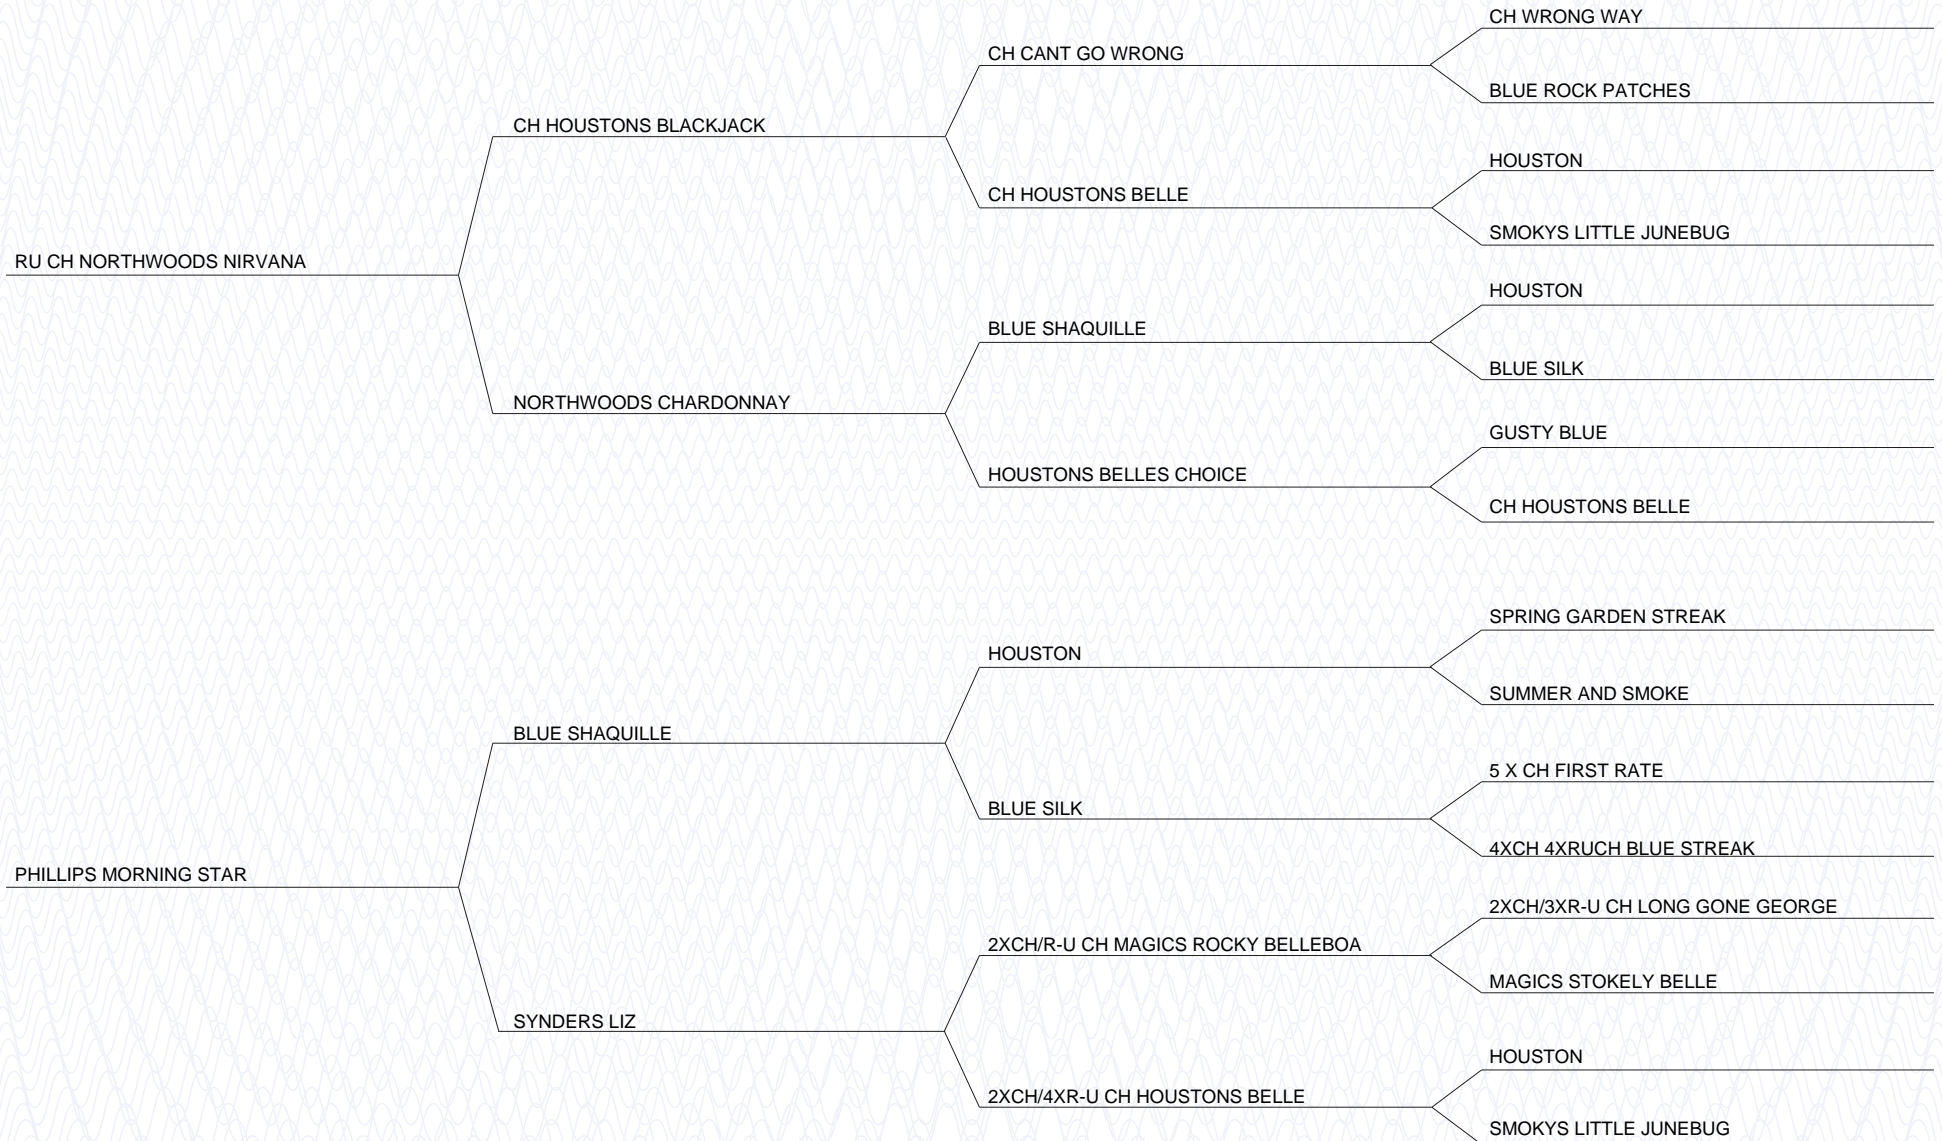 CH WRONG WAY
CH CANT GO WRONG
BLUE ROCK PATCHES
CH HOUSTONS BLACKJACK
HOUSTON
CH HOUSTONS BELLE
SMOKYS LITTLE JUNEBUG
RU CH NORTHWOODS NIRVANA
HOUSTON
BLUE SHAQUILLE
BLUE SILK
NORTHWOODS CHARDONNAY
GUSTY BLUE
HOUSTONS BELLES CHOICE
CH HOUSTONS BELLE
SPRING GARDEN STREAK
HOUSTON
SUMMER AND SMOKE
BLUE SHAQUILLE
5 X CH FIRST RATE
BLUE SILK
4XCH 4XRUCH BLUE STREAK
PHILLIPS MORNING STAR
2XCH/3XR-U CH LONG GONE GEORGE
2XCH/R-U CH MAGICS ROCKY BELLEBOA
MAGICS STOKELY BELLE
SYNDERS LIZ
HOUSTON
2XCH/4XR-U CH HOUSTONS BELLE
SMOKYS LITTLE JUNEBUG